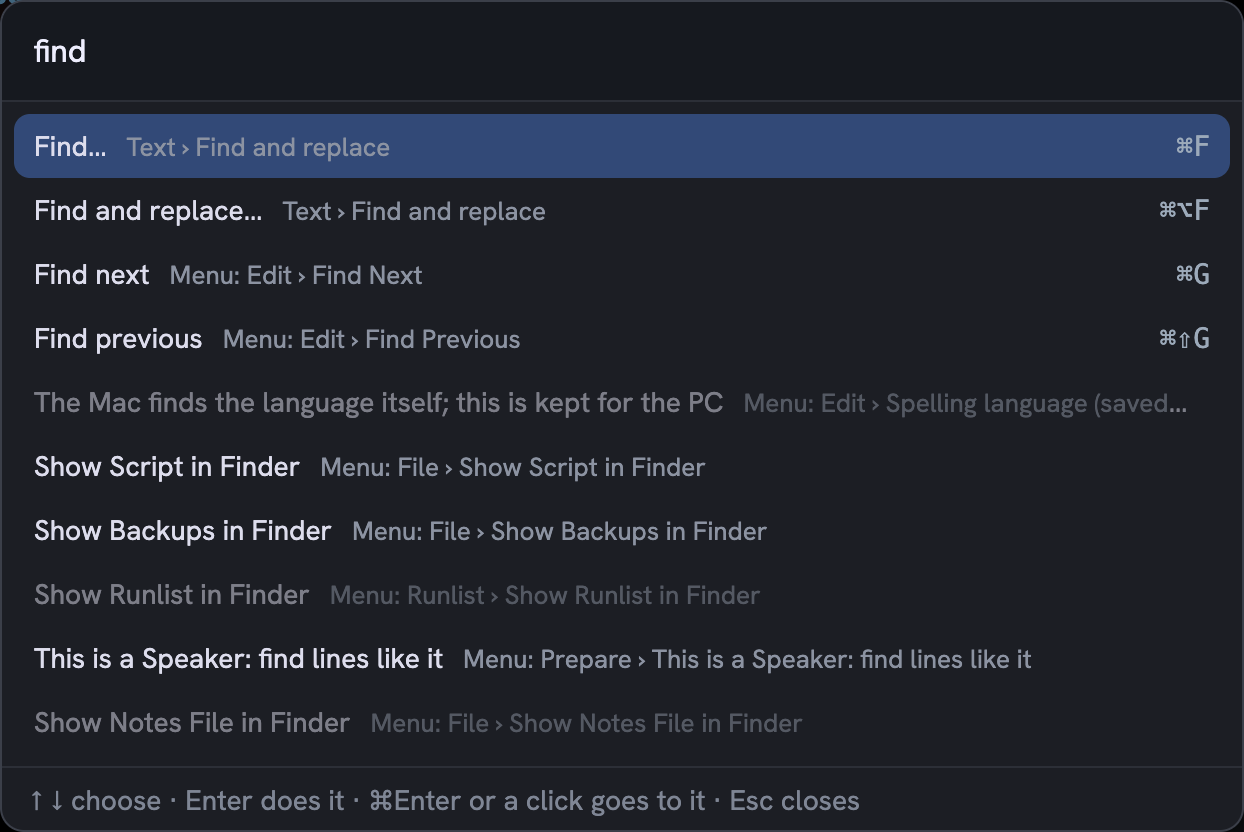 find
Find... Text › Find and replace ⌘F
Find and replace... Text › Find and replace ⌘⌥F
Find next Menu: Edit › Find Next ⌘G
Find previous Menu: Edit › Find Previous ⌘⇧G
The Mac finds the language itself; this is kept for the PC Menu: Edit › Spelling language (saved...
Show Script in Finder Menu: File › Show Script in Finder
Show Backups in Finder Menu: File › Show Backups in Finder
Show Runlist in Finder Menu: Runlist › Show Runlist in Finder
This is a Speaker: find lines like it Menu: Prepare › This is a Speaker: find lines like it
Show Notes File in Finder Menu: File › Show Notes File in Finder
↑ ↓ choose · Enter does it · ⌘Enter or a click goes to it · Esc closes